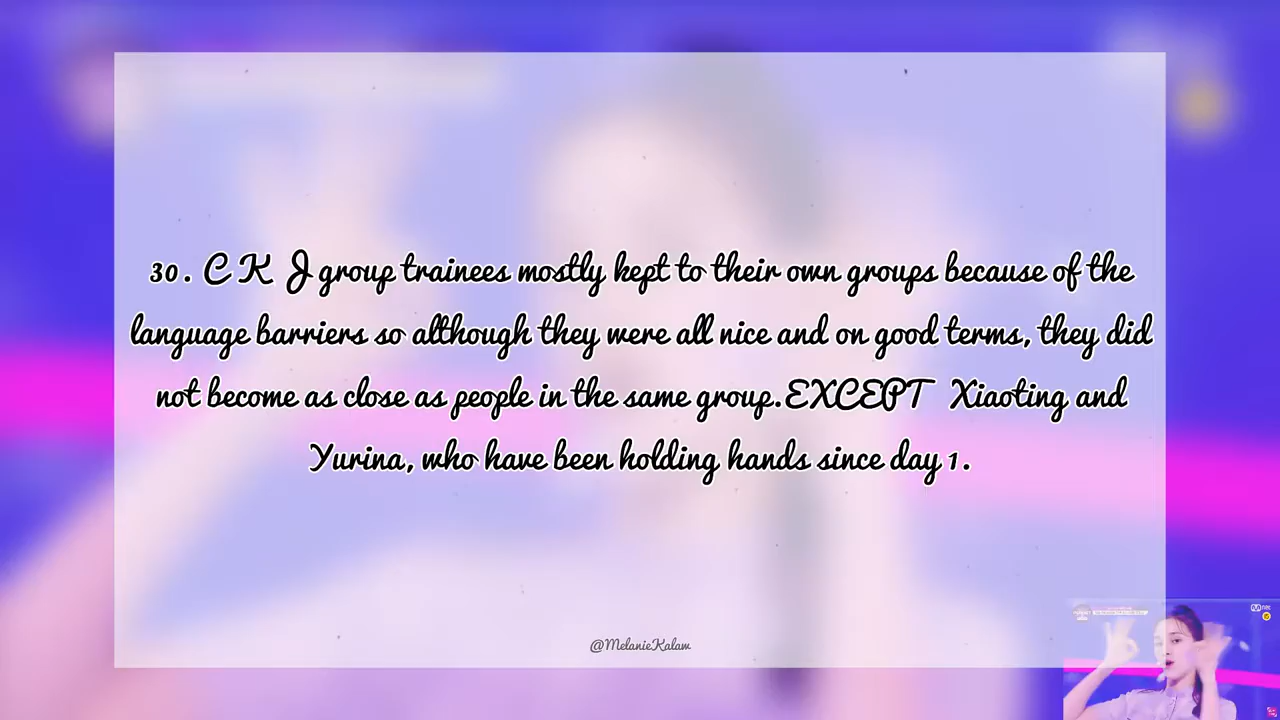 30. C K J group trainees mostly kept to their own groups because of the
language barriers so although they were all nice and on good terms, they did
not become as close as people in the same group.EXCEPT Xiaoting and
Yurina, who have been holding hands since day 1.
@MelanieKalaw